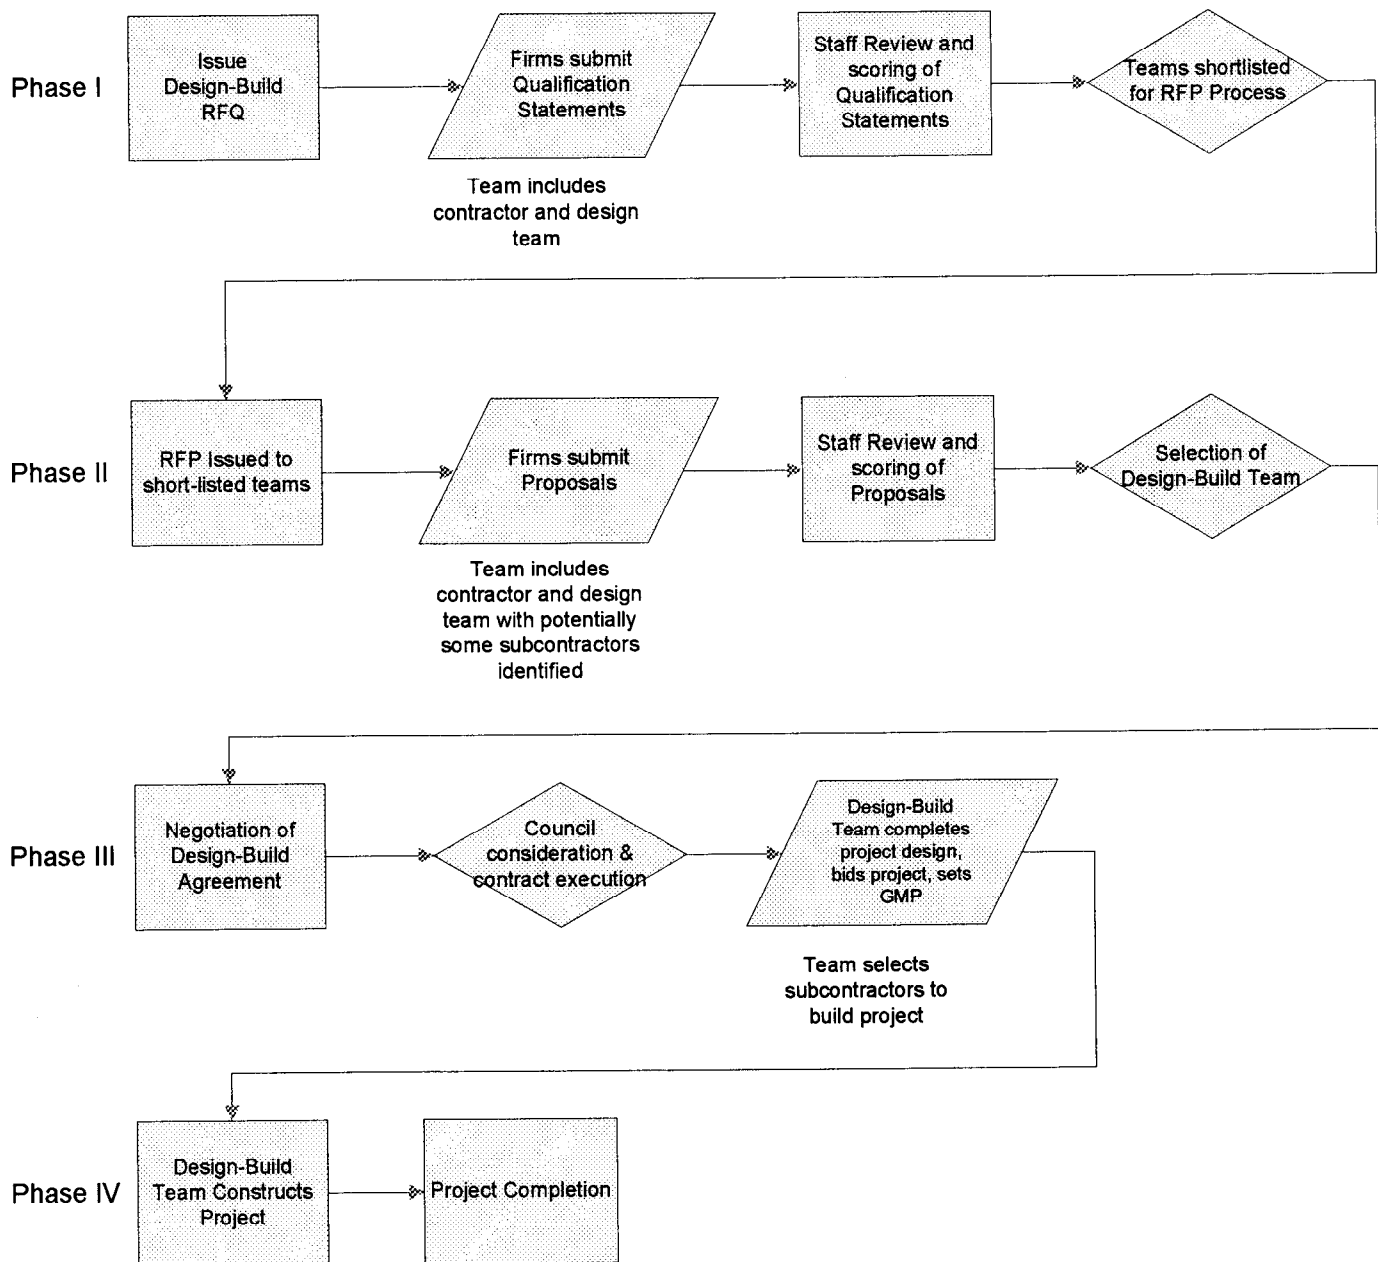 Phase I
Issue
Design-Build
RFQ
Firms submit
Qualification
Statements
Team includes
contractor and design
team
Staff Review and
scoring of
Qualification
Statements
Teams shortlisted
for RFP Process
Phase II
RFP Issued to
short-listed teams
Firms submit
Proposals
Team includes
contractor and design
team with potentially
some subcontractors
identified
Staff Review and
scoring of
Proposals
Selection of
Design-Build Team
Phase III
Negotiation of
Design-Build
Agreement
Council
consideration &
contract execution
Design-Build
Team completes
project design,
bids project, sets
GMP
Team selects
subcontractors to
build project
Phase IV
Design-Build
Team Constructs
Project
Project Completion